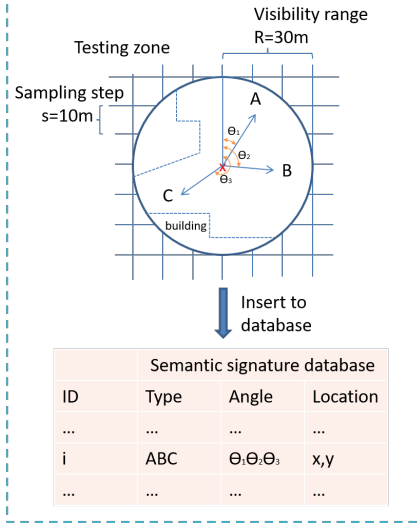 Visibility range
R=30m
Testing zone
Sampling step
s=10m
A
ϴ₁
ϴ₂
B
x
ϴ₃
C
building
Insert to
database
Semantic signature database
ID Type Angle Location
... ... ... ...
i ABC ϴ₁ϴ₂ϴ₃ x,y
... ... ... ...